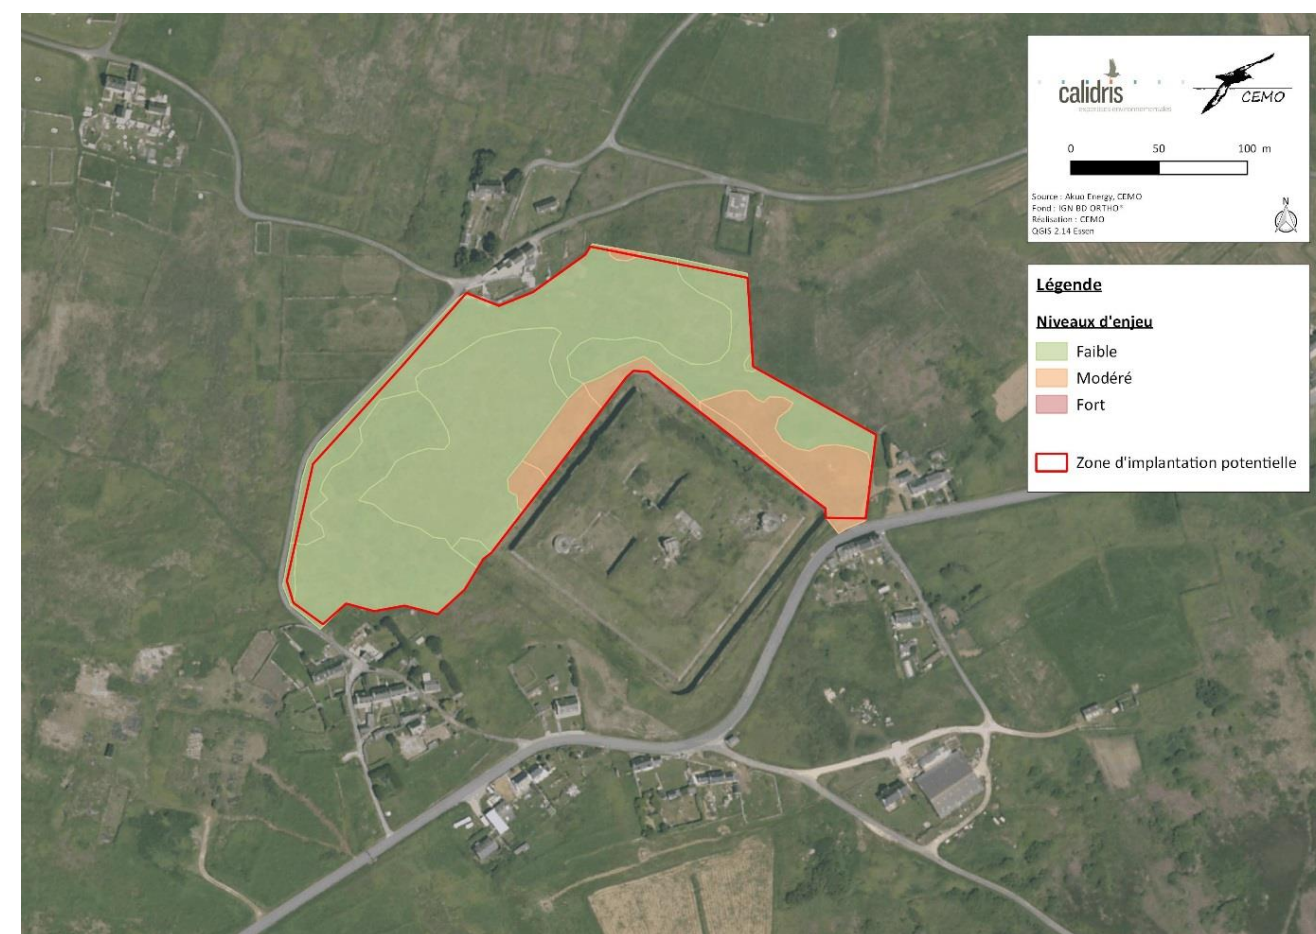 calidris
CEMO
0 50 100 m
Source : Akuo Energy, CEMO
Fond : IGN BD ORTHO®
Réalisation : CEMO
QGIS 2.14 Essen
N
Légende
Niveaux d'enjeu
Faible
Modéré
Fort
Zone d'implantation potentielle